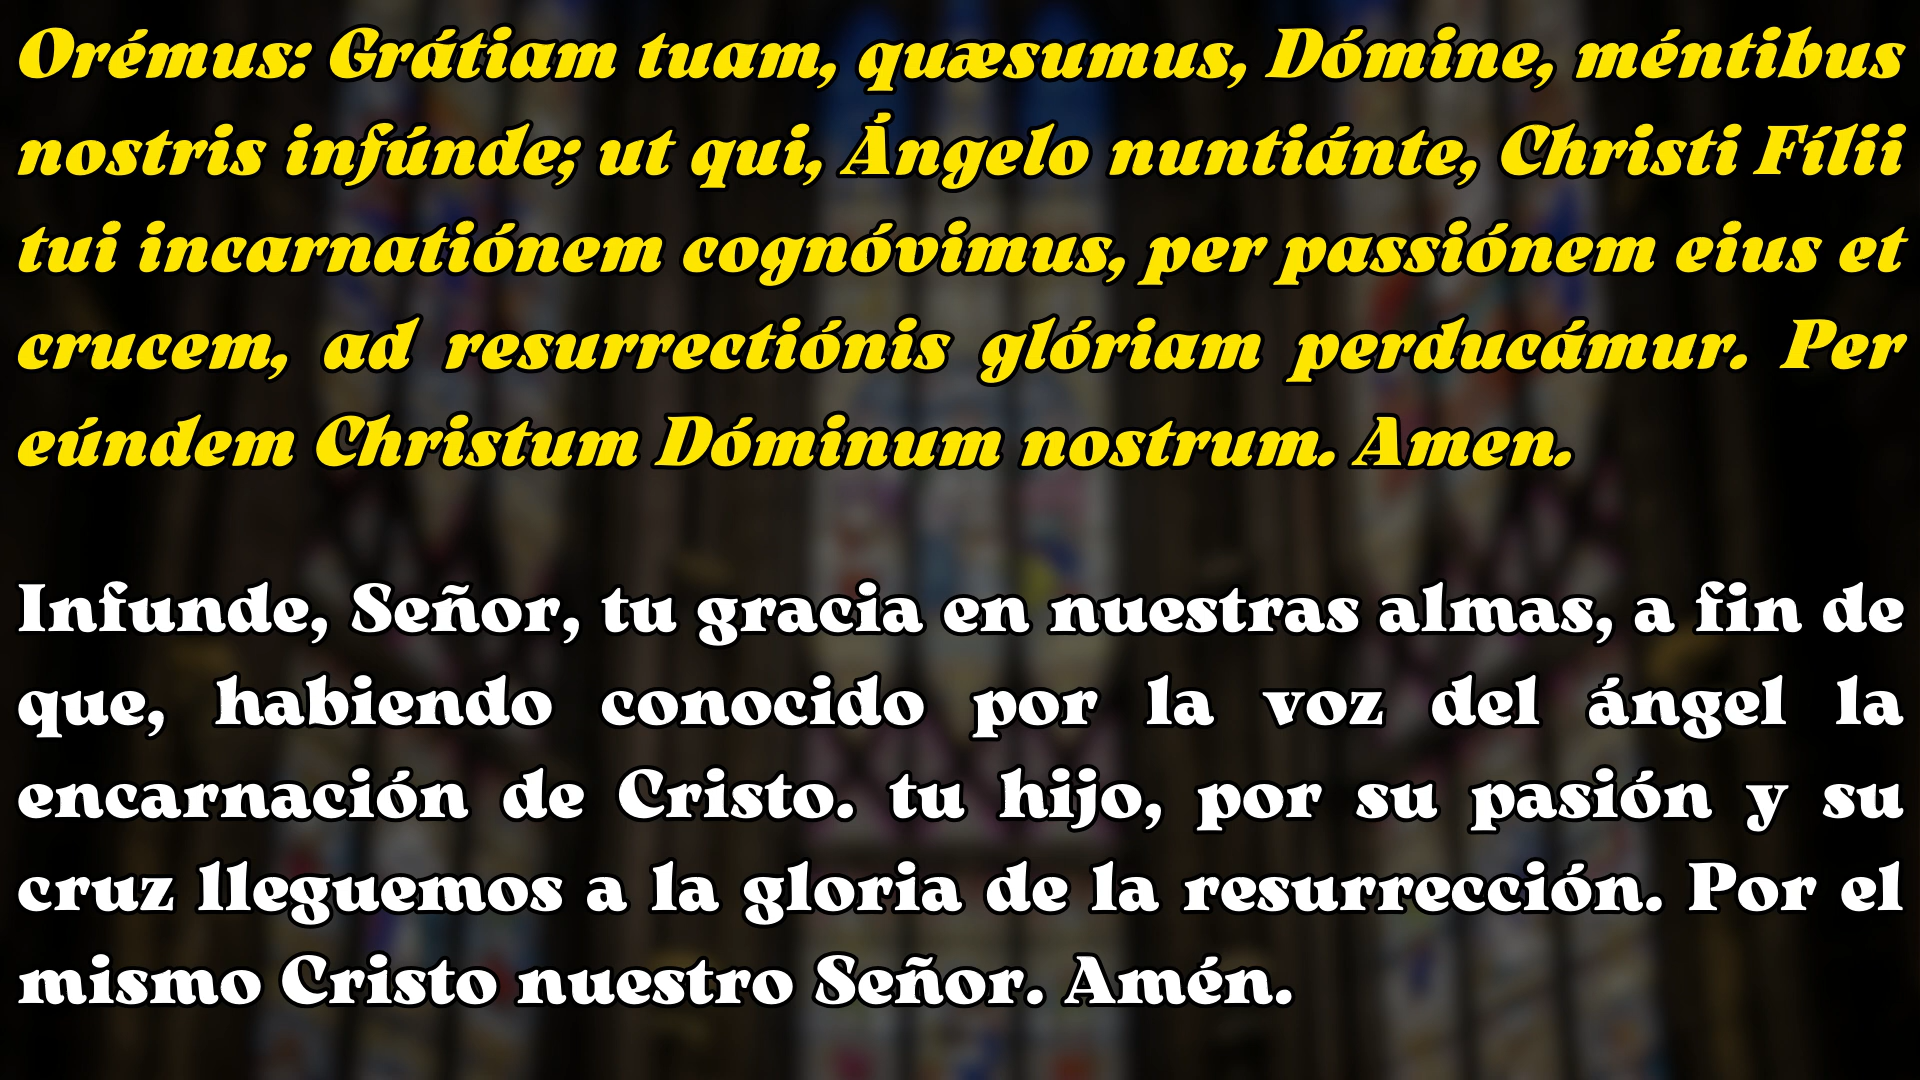 Orémus: Grátiam tuam, quæsumus, Dómine, méntibus
nostris infúnde; ut qui, Ángelo nuntiánte, Christi Fílii
tui incarnatiónem cognóvimus, per passiónem eius et
crucem, ad resurrectiónis glóriam perducámur. Per
eúndem Christum Dóminum nostrum. Amen.
Infunde, Señor, tu gracia en nuestras almas, a fin de
que, habiendo conocido por la voz del ángel la
encarnación de Cristo. tu hijo, por su pasión y su
cruz lleguemos a la gloria de la resurrección. Por el
mismo Cristo nuestro Señor. Amén.